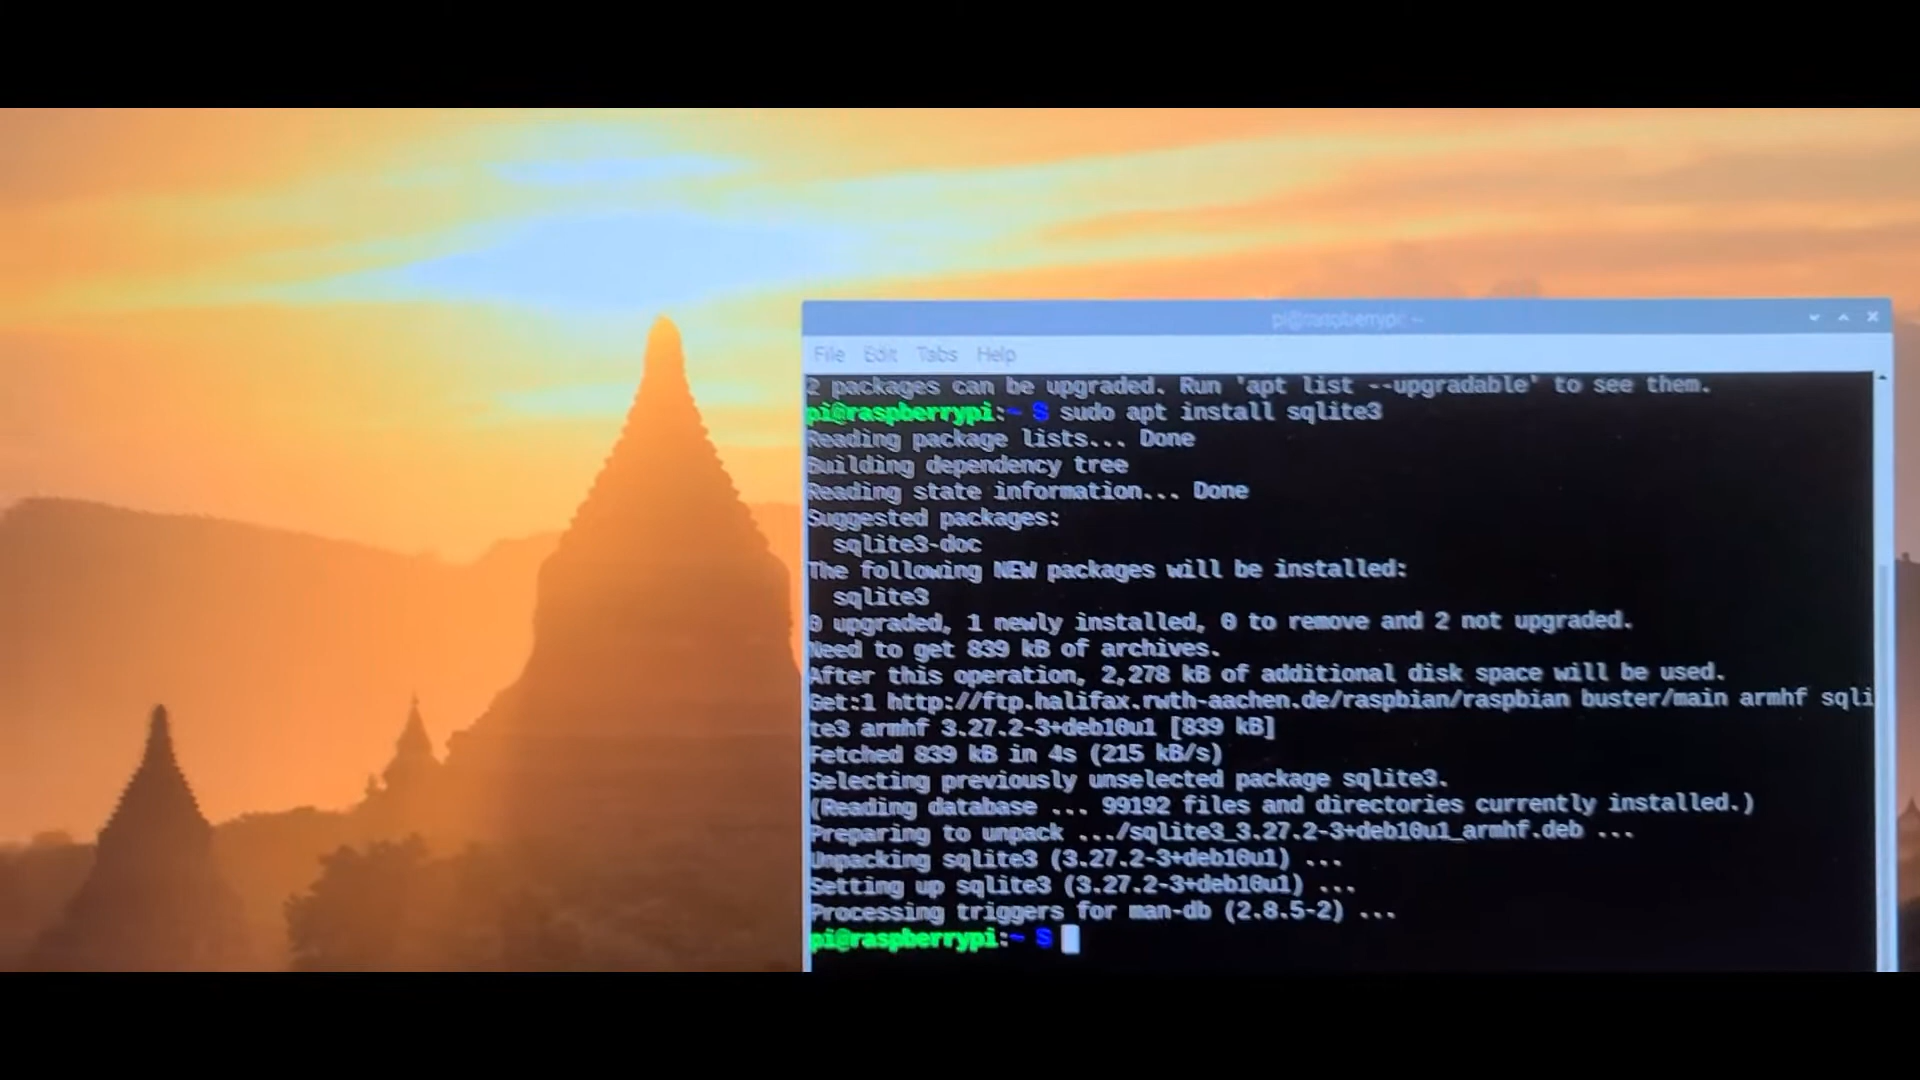 pi@raspberrypi: ~
File Edit Tabs Help
2 packages can be upgraded. Run 'apt list --upgradable' to see them.
pi@raspberrypi:~ $ sudo apt install sqlite3
Reading package lists... Done
Building dependency tree
Reading state information... Done
Suggested packages:
sqlite3-doc
The following NEW packages will be installed:
sqlite3
0 upgraded, 1 newly installed, 0 to remove and 2 not upgraded.
Need to get 839 kB of archives.
After this operation, 2,278 kB of additional disk space will be used.
Get:1 http://ftp.halifax.rwth-aachen.de/raspbian/raspbian buster/main armhf sqli
te3 armhf 3.27.2-3+deb10u1 [839 kB]
Fetched 839 kB in 4s (215 kB/s)
Selecting previously unselected package sqlite3.
(Reading database ... 99192 files and directories currently installed.)
Preparing to unpack .../sqlite3_3.27.2-3+deb10u1_armhf.deb ...
Unpacking sqlite3 (3.27.2-3+deb10u1) ...
Setting up sqlite3 (3.27.2-3+deb10u1) ...
Processing triggers for man-db (2.8.5-2) ...
pi@raspberrypi:~ $